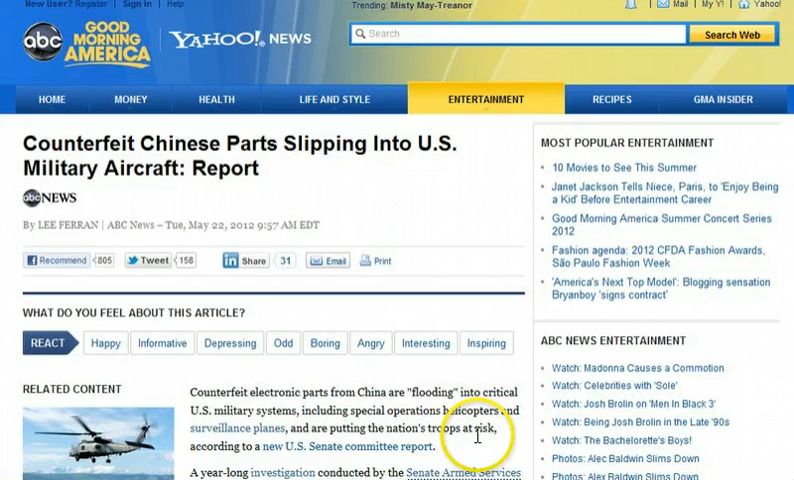 New User? Register Sign In Help Trending: Misty May-Treanor Mail My Y! Yahoo!
abc GOOD MORNING AMERICA YAHOO! NEWS Search Search Web
HOME MONEY HEALTH LIFE AND STYLE ENTERTAINMENT RECIPES GMA INSIDER
Counterfeit Chinese Parts Slipping Into U.S.
Military Aircraft: Report
abc NEWS
By LEE FERRAN | ABC News – Tue, May 22, 2012 9:57 AM EDT
Recommend 805 Tweet 158 Share 31 Email Print
WHAT DO YOU FEEL ABOUT THIS ARTICLE?
REACT Happy Informative Depressing Odd Boring Angry Interesting Inspiring
RELATED CONTENT
Counterfeit electronic parts from China are "flooding" into critical
U.S. military systems, including special operations helicopters and
surveillance planes, and are putting the nation's troops at risk,
according to a new U.S. Senate committee report.
A year-long investigation conducted by the Senate Armed Services
MOST POPULAR ENTERTAINMENT
10 Movies to See This Summer
Janet Jackson Tells Niece, Paris, to 'Enjoy Being
a Kid' Before Entertainment Career
Good Morning America Summer Concert Series
2012
Fashion agenda: 2012 CFDA Fashion Awards,
São Paulo Fashion Week
'America's Next Top Model': Blogging sensation
Bryanboy 'signs contract'
ABC NEWS ENTERTAINMENT
Watch: Madonna Causes a Commotion
Watch: Celebrities with 'Sole'
Watch: Josh Brolin on 'Men In Black 3'
Watch: Being Josh Brolin in the Late '90s
Watch: The Bachelorette's Boys!
Photos: Alec Baldwin Slims Down
Photos: Alex Baldwin Slims Down